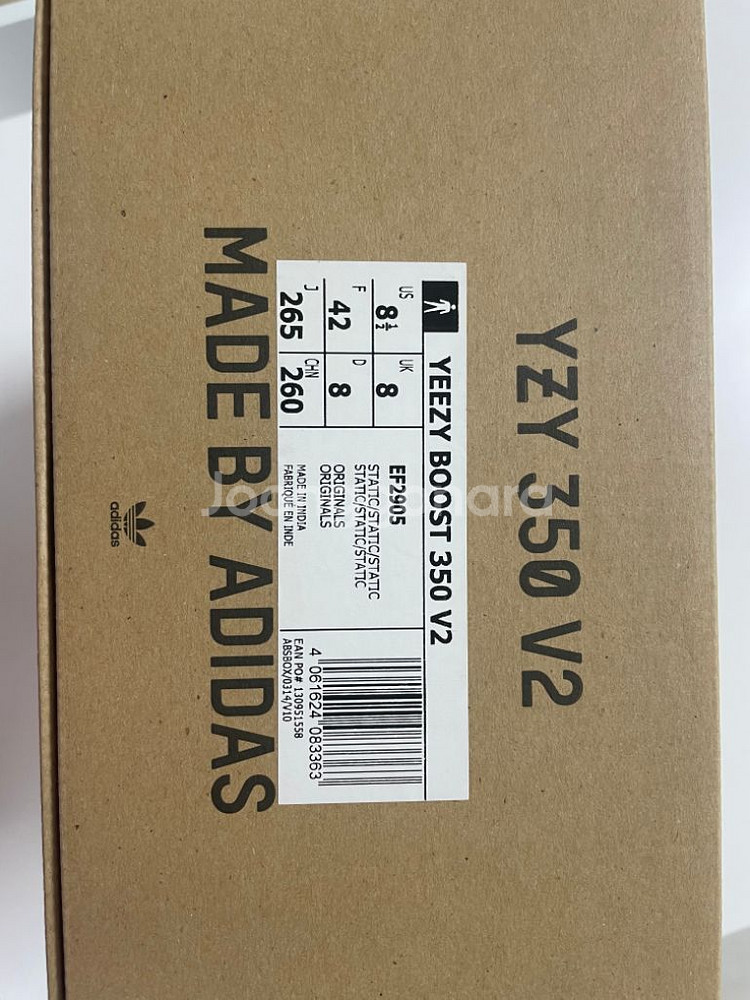 YZY 350 V2
YEEZY BOOST 350 V2
US
8½
UK
8
F
42
D
8
J
265
CHN
260
EF2905
STATIC/STATIC/STATIC
STATIC/STATIC/STATIC
ORIGINALS
ORIGINALS
MADE IN INDIA
FABRIQUÉ EN INDE
4 061624 083363
EAN PO# 130951558
ABSBOX/0314/V10
MADE BY ADIDAS
adidas